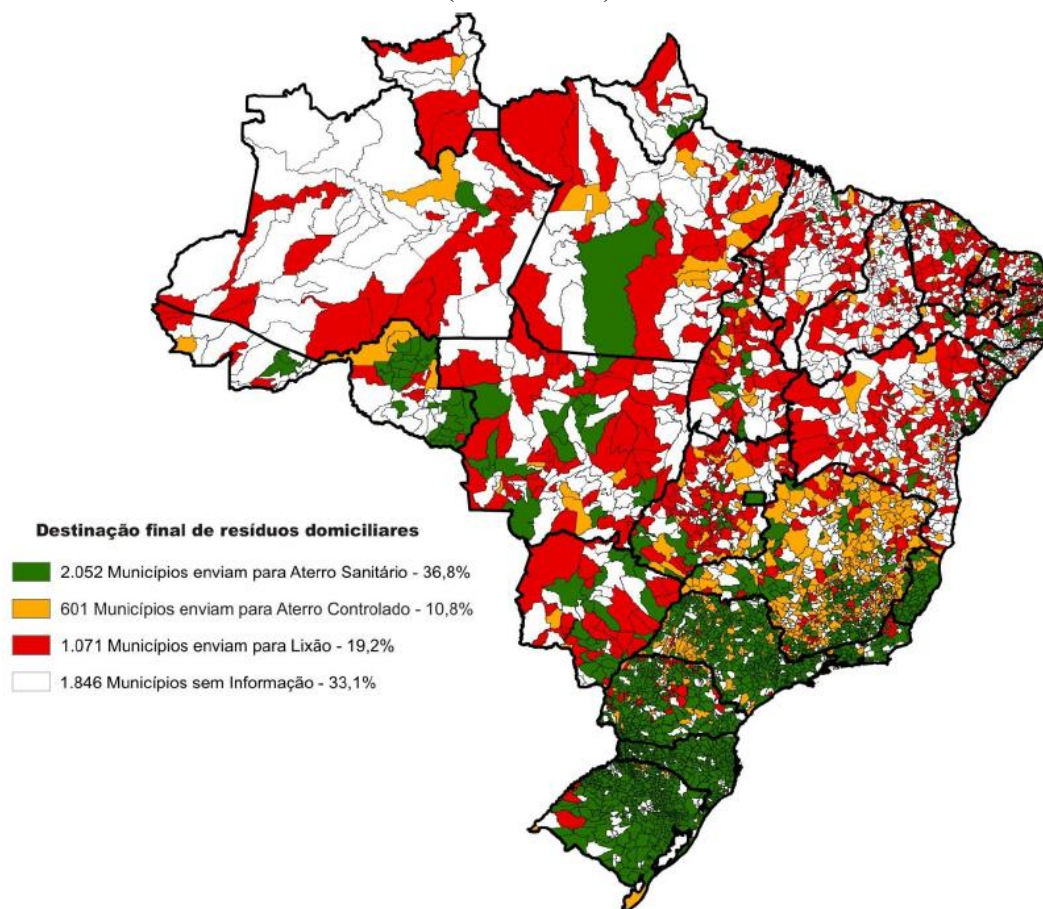 Destinação final de resíduos domiciliares
2.052 Municípios enviam para Aterro Sanitário - 36,8%
601 Municípios enviam para Aterro Controlado - 10,8%
1.071 Municípios enviam para Lixão - 19,2%
1.846 Municípios sem Informação - 33,1%